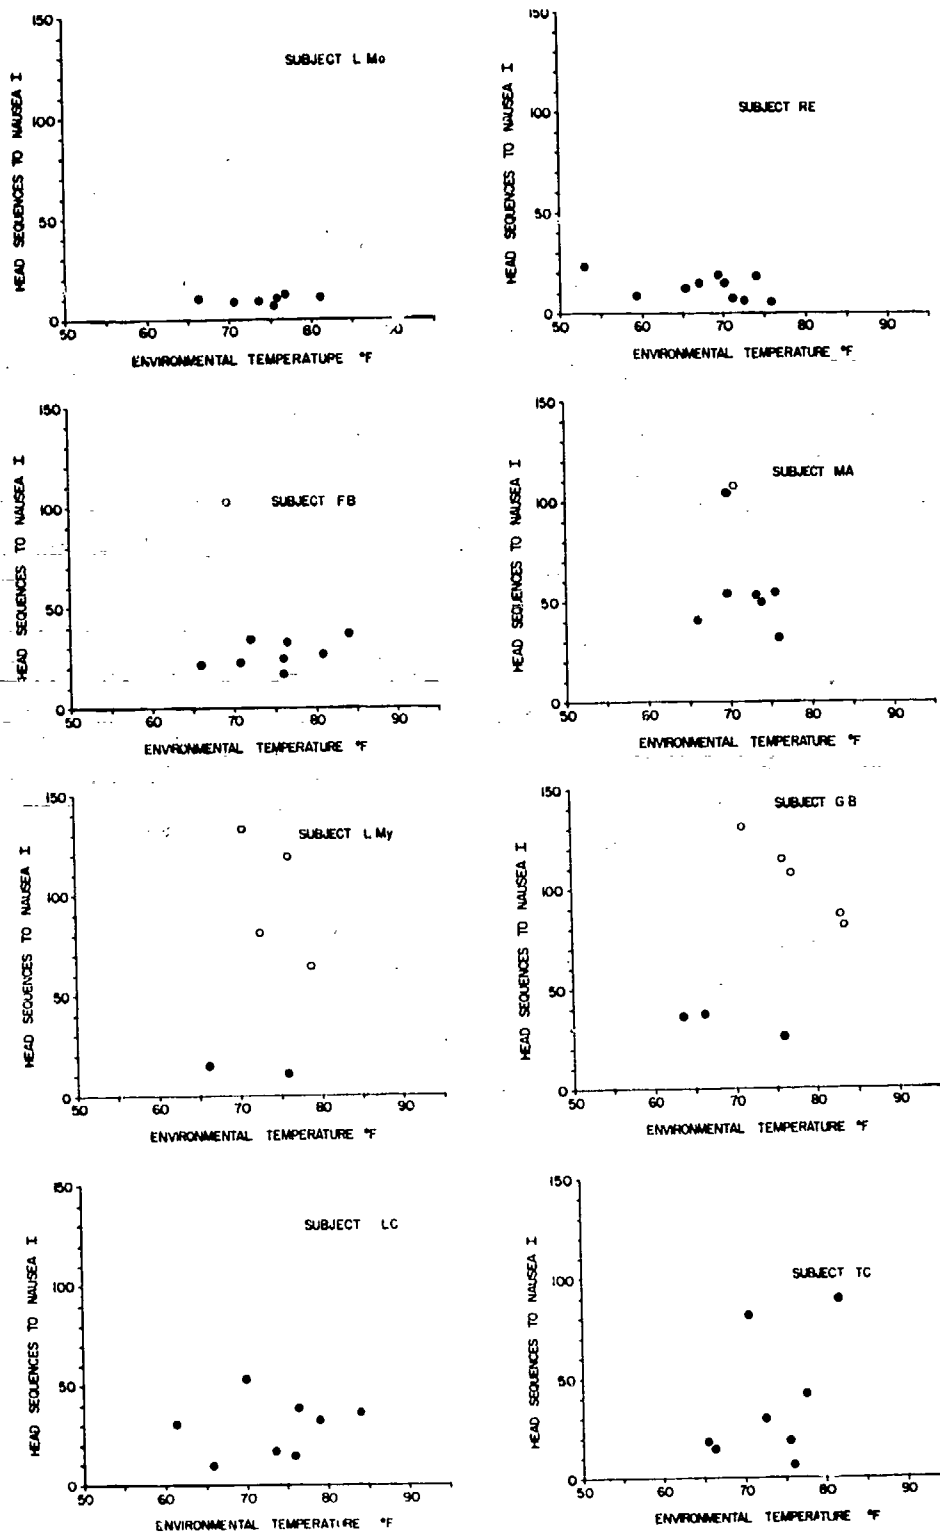 150
100
50
0
HEAD SEQUENCES TO NAUSEA I
SUBJECT L Mo
50 60 70 80 90
ENVIRONMENTAL TEMPERATURE °F
150
100
50
0
HEAD SEQUENCES TO NAUSEA I
SUBJECT RE
50 60 70 80 90
ENVIRONMENTAL TEMPERATURE °F
150
100
50
0
HEAD SEQUENCES TO NAUSEA I
SUBJECT FB
50 60 70 80 90
ENVIRONMENTAL TEMPERATURE °F
150
100
50
0
HEAD SEQUENCES TO NAUSEA I
SUBJECT MA
50 60 70 80 90
ENVIRONMENTAL TEMPERATURE °F
150
100
50
0
HEAD SEQUENCES TO NAUSEA I
SUBJECT L My
50 60 70 80 90
ENVIRONMENTAL TEMPERATURE °F
150
100
50
0
HEAD SEQUENCES TO NAUSEA I
SUBJECT GB
50 60 70 80 90
ENVIRONMENTAL TEMPERATURE °F
150
100
50
0
HEAD SEQUENCES TO NAUSEA I
SUBJECT LC
50 60 70 80 90
ENVIRONMENTAL TEMPERATURE °F
150
100
50
0
HEAD SEQUENCES TO NAUSEA I
SUBJECT TC
50 60 70 80 90
ENVIRONMENTAL TEMPERATURE °F